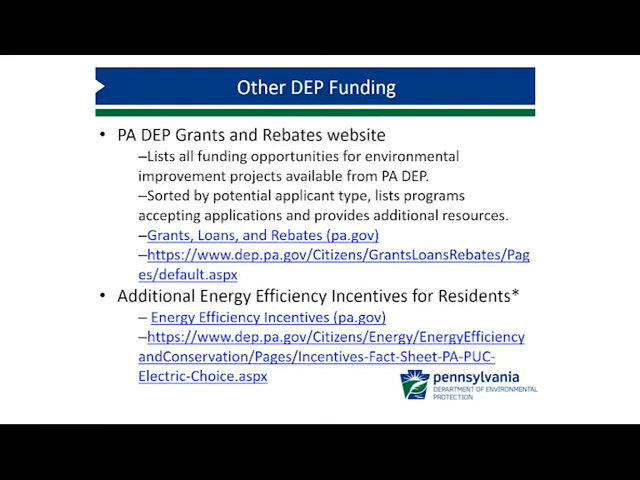 Other DEP Funding
• PA DEP Grants and Rebates website
–Lists all funding opportunities for environmental
improvement projects available from PA DEP.
–Sorted by potential applicant type, lists programs
accepting applications and provides additional resources.
–Grants, Loans, and Rebates (pa.gov)
–https://www.dep.pa.gov/Citizens/GrantsLoansRebates/Pag
es/default.aspx
• Additional Energy Efficiency Incentives for Residents*
– Energy Efficiency Incentives (pa.gov)
–https://www.dep.pa.gov/Citizens/Energy/EnergyEfficiency
andConservation/Pages/Incentives-Fact-Sheet-PA-PUC-
Electric-Choice.aspx
pennsylvania
DEPARTMENT OF ENVIRONMENTAL
PROTECTION